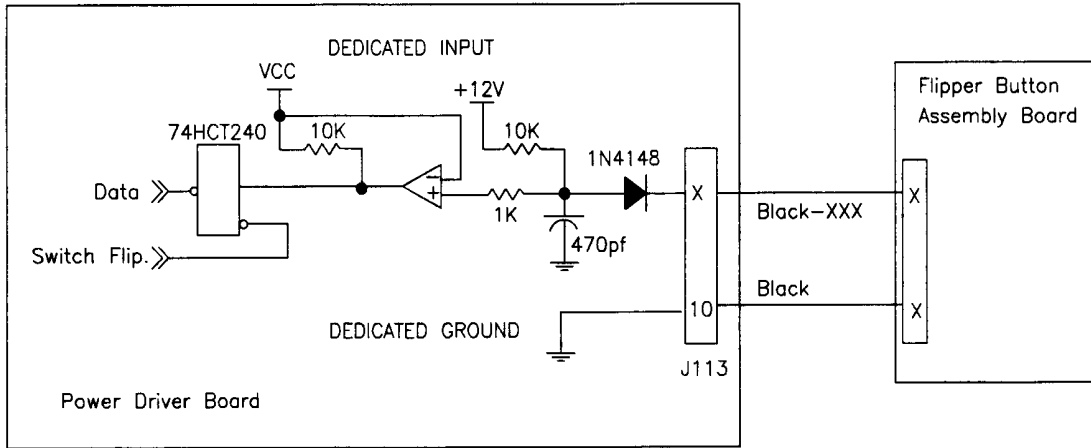 DEDICATED INPUT
VCC
+12V
Flipper Button
Assembly Board
74HCT240
10K
10K
1N4148
Data
−
+
X
X
1K
Black-XXX
470pf
Switch Flip.
Black
10
X
DEDICATED GROUND
J113
Power Driver Board